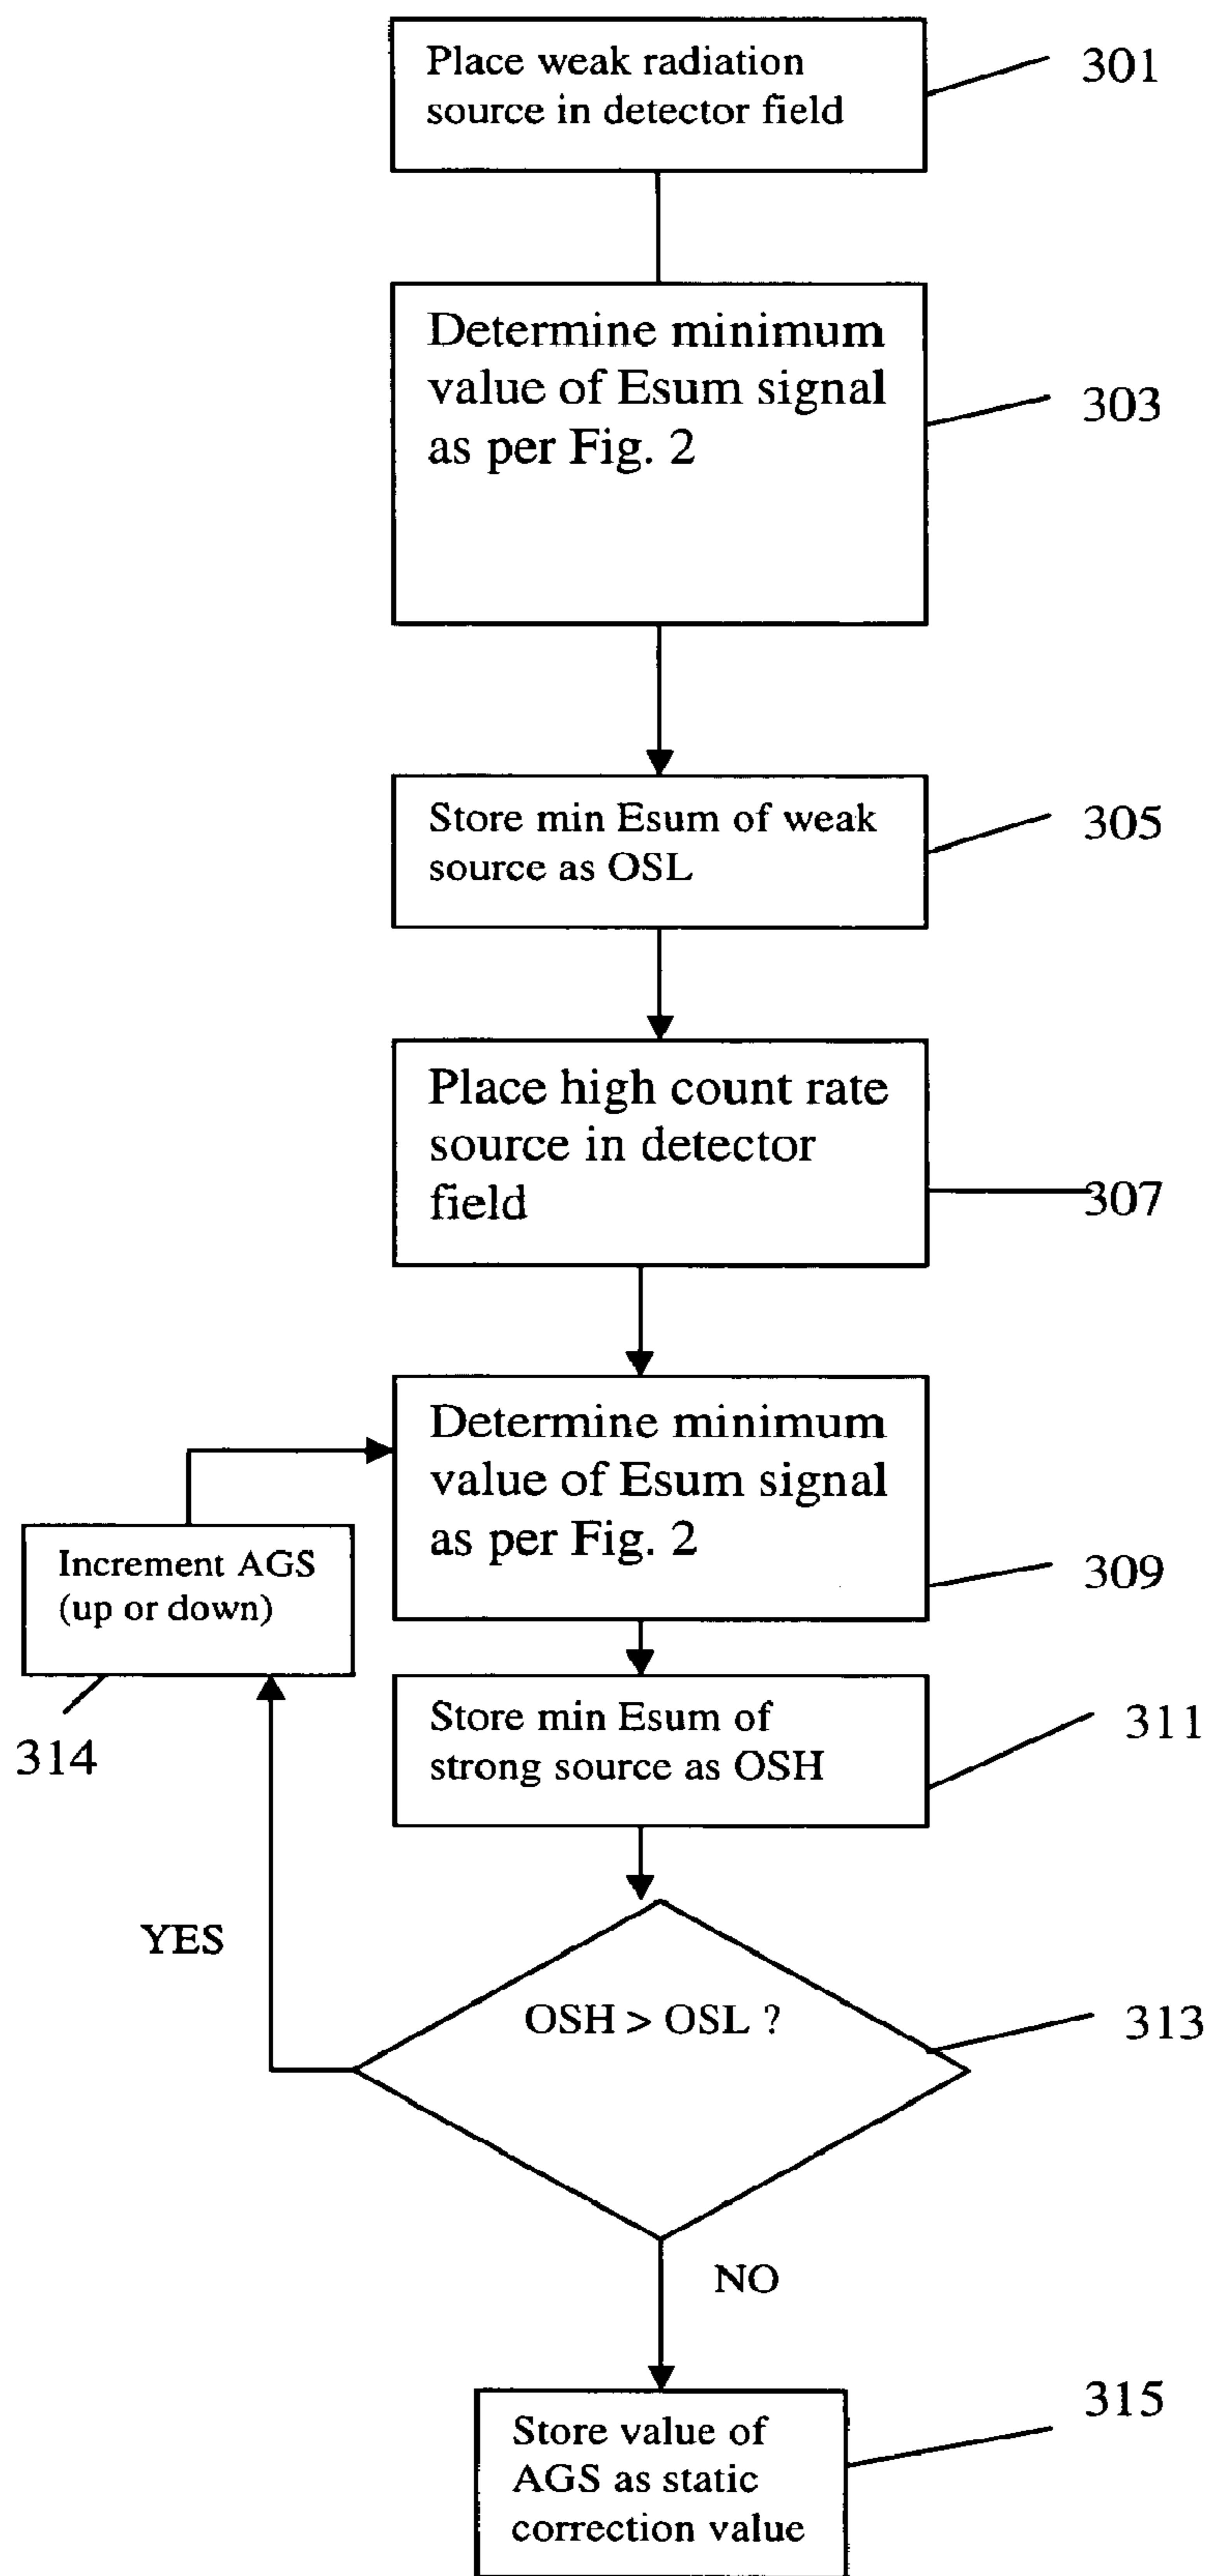 Place weak radiation
source in detector field
301
Determine minimum
value of Esum signal
as per Fig. 2
303
Store min Esum of weak
source as OSL
305
Place high count rate
source in detector
field
307
Determine minimum
value of Esum signal
as per Fig. 2
309
Increment AGS
(up or down)
314
Store min Esum of
strong source as OSH
311
YES
OSH > OSL ?
313
NO
Store value of
AGS as static
correction value
315